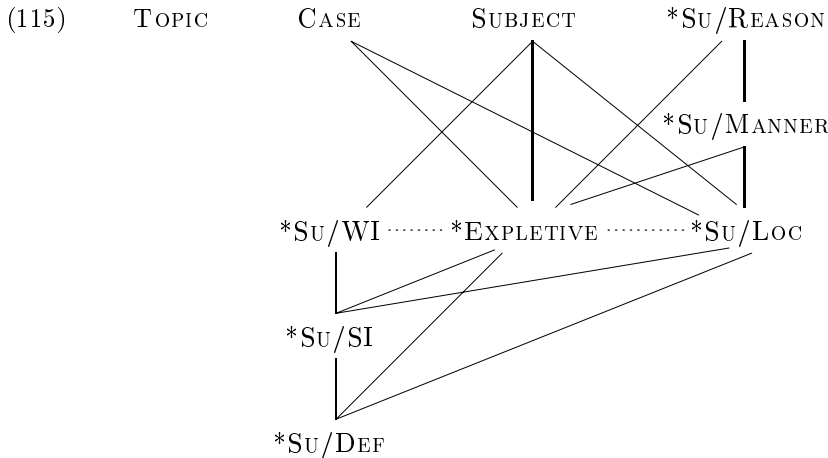 (115) TOPIC CASE SUBJECT *SU/REASON
*SU/MANNER
*SU/WI *EXPLETIVE *SU/LOC
*SU/SI
*SU/DEF